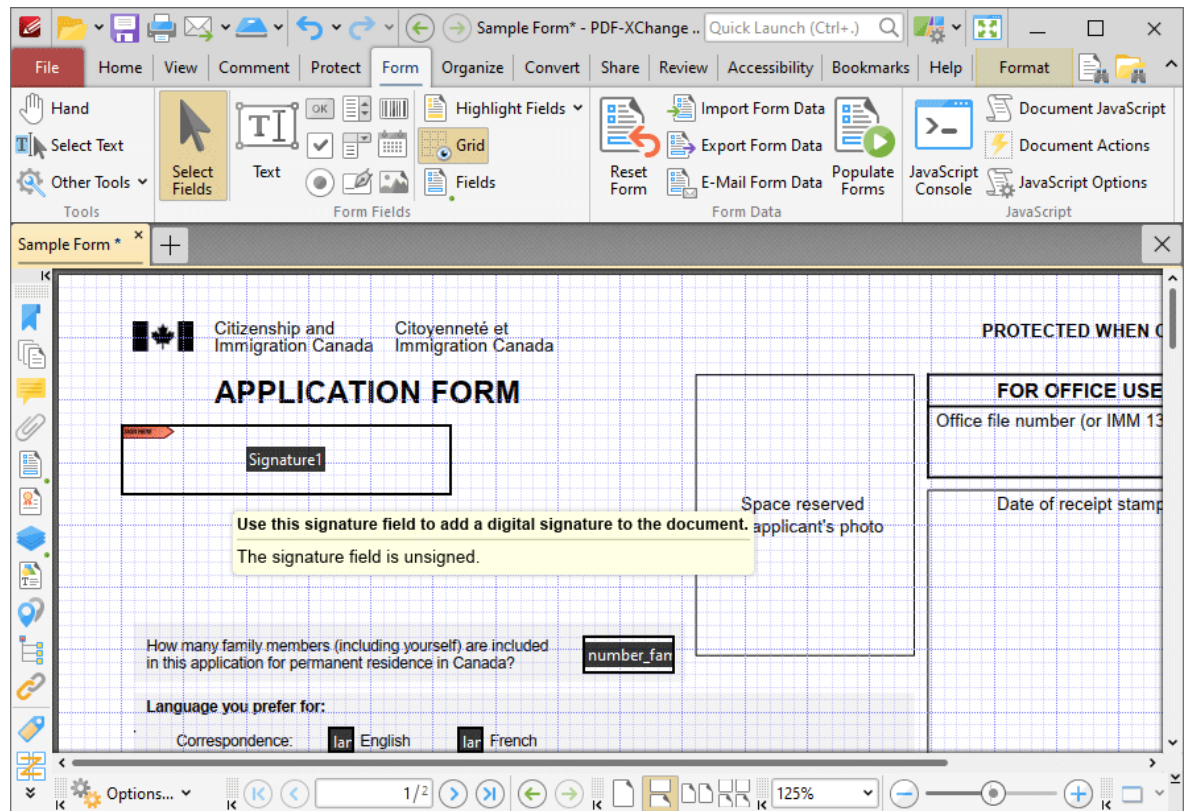 Sample Form* - PDF-XChange ..
Quick Launch (Ctrl+.)
File Home View Comment Protect Form Organize Convert Share Review Accessibility Bookmarks Help Format
Hand
Select Text
Other Tools
Tools
Select Fields
Text
OK
Highlight Fields
Grid
Fields
Form Fields
Reset Form
Import Form Data
Export Form Data
E-Mail Form Data
Populate Forms
Form Data
JavaScript Console
Document JavaScript
Document Actions
JavaScript Options
JavaScript
Sample Form *
Citizenship and Immigration Canada
Citoyenneté et Immigration Canada
PROTECTED WHEN
APPLICATION FORM
FOR OFFICE USE
Office file number (or IMM 13
SIGN HERE
Signature1
Space reserved
applicant's photo
Date of receipt stamp
Use this signature field to add a digital signature to the document.
The signature field is unsigned.
How many family members (including yourself) are included
in this application for permanent residence in Canada?
number_fam
Language you prefer for:
Correspondence: lar English lar French
Options...
1/2
125%